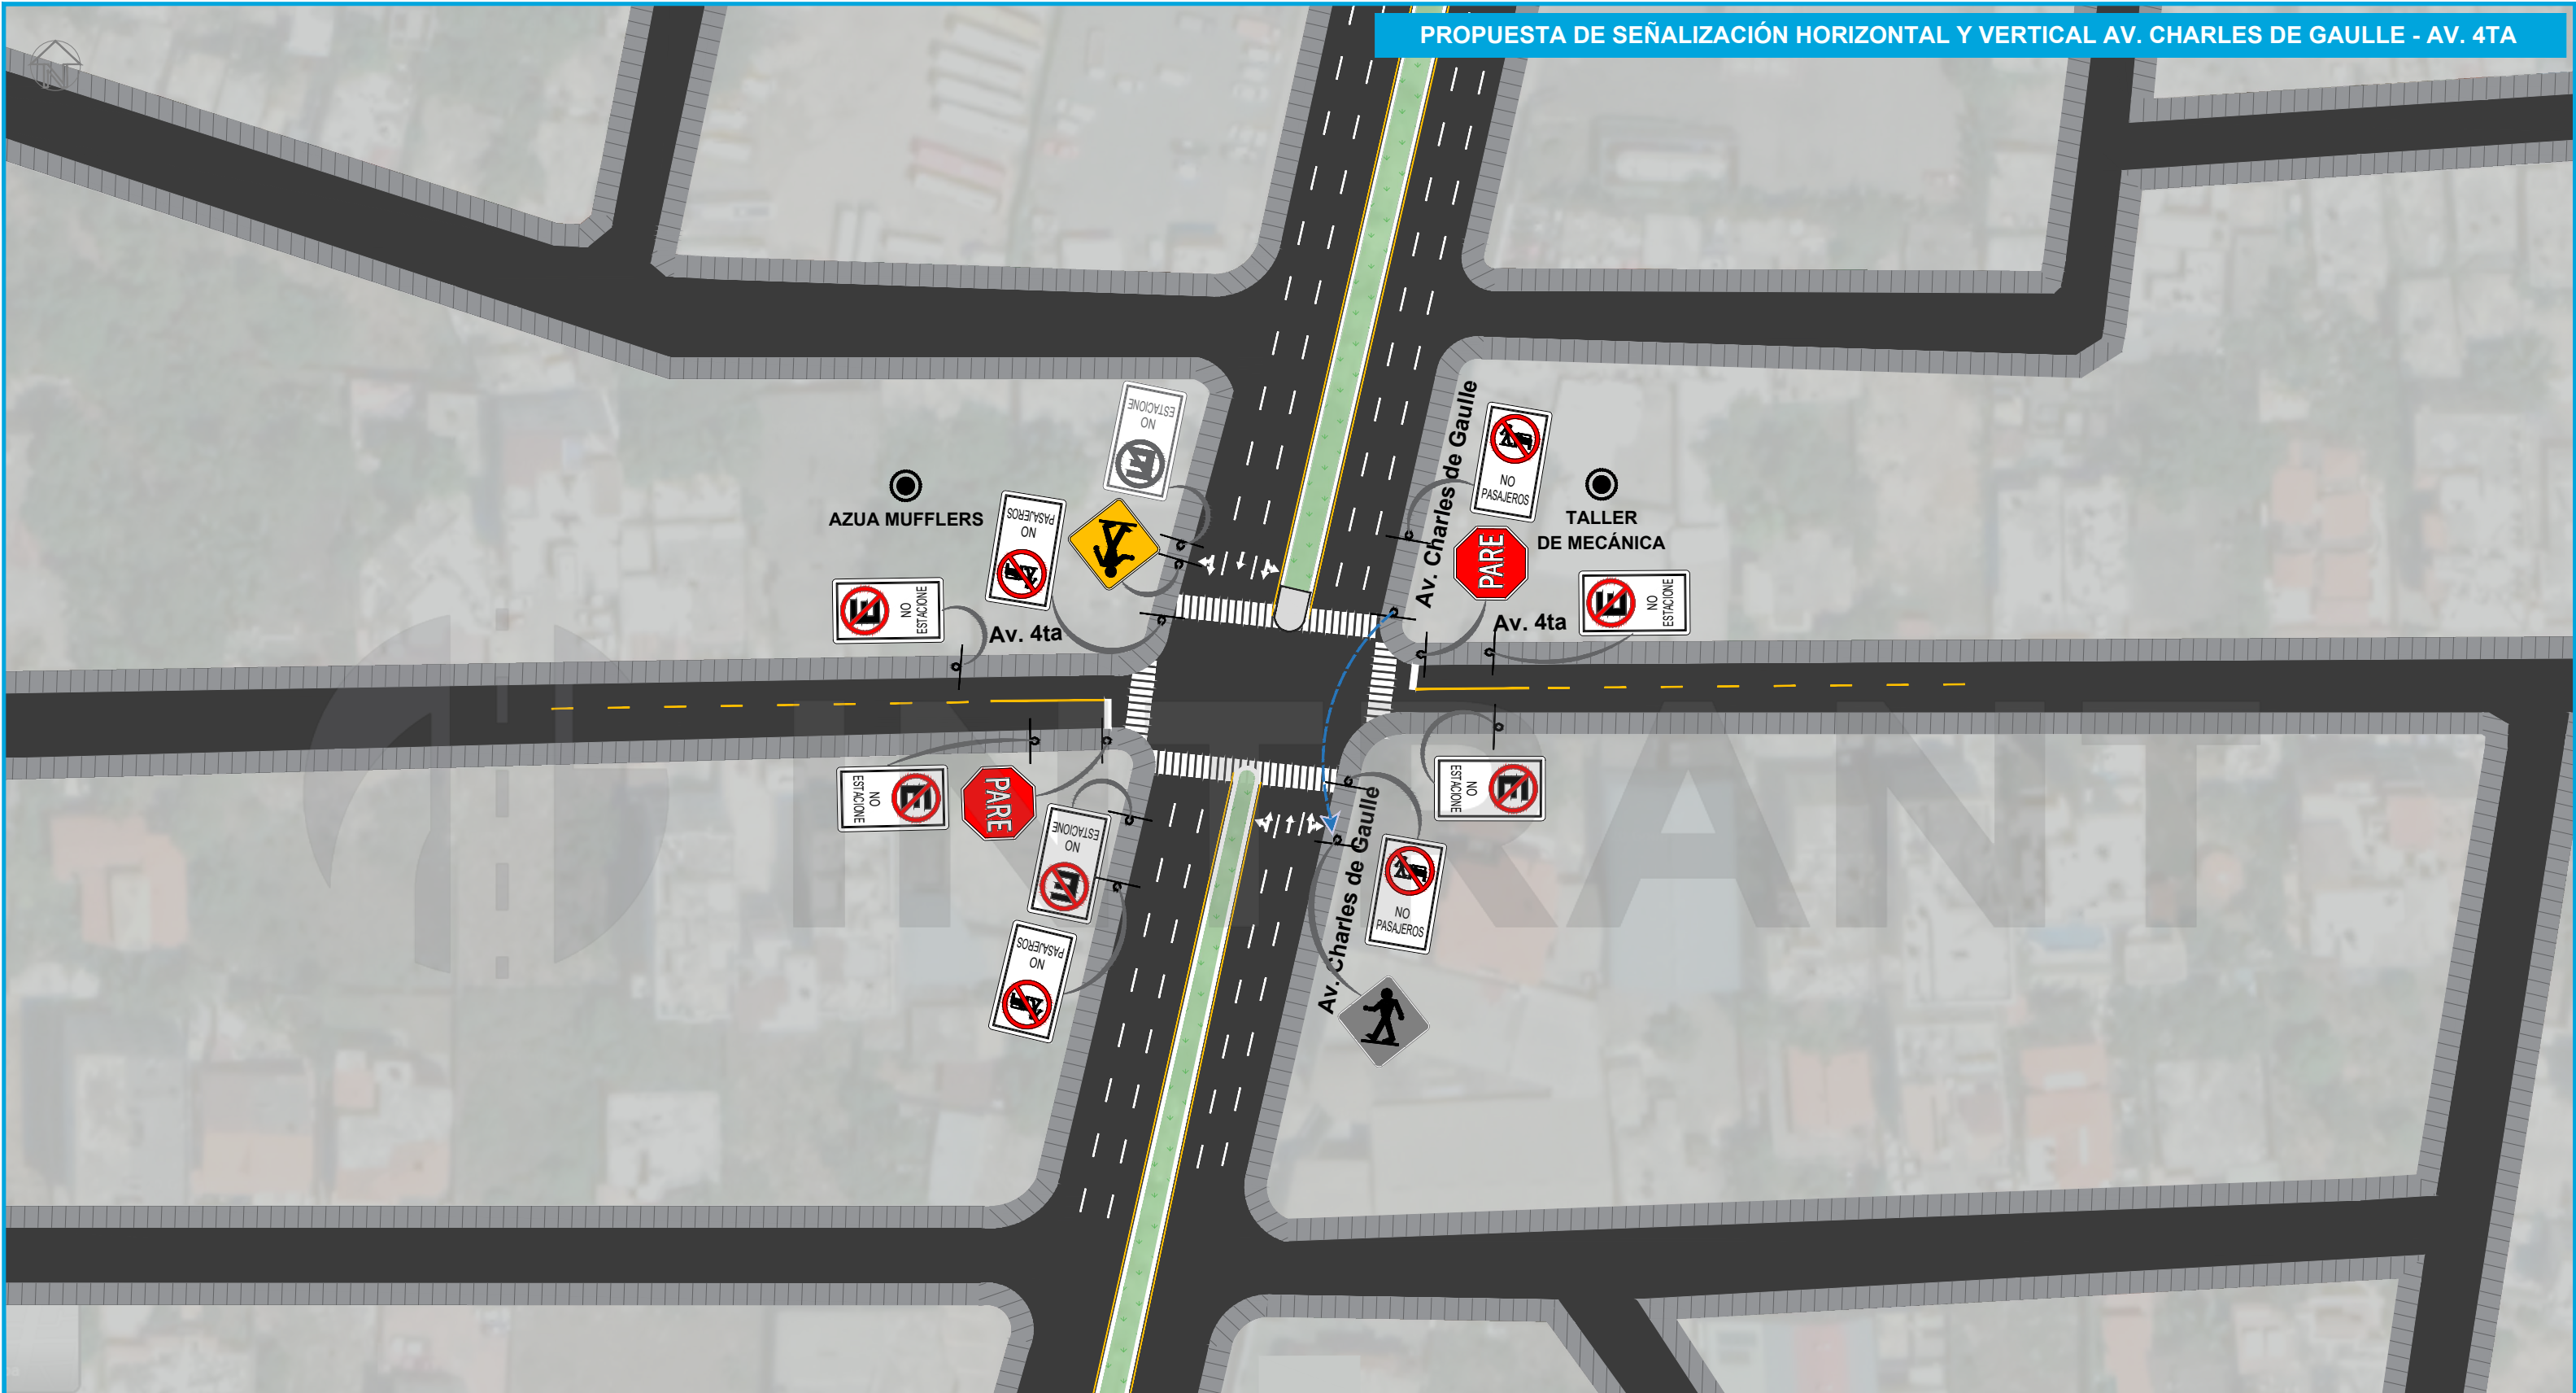 PROPUESTA DE SEÑALIZACIÓN HORIZONTAL Y VERTICAL AV. CHARLES DE GAULLE - AV. 4TA
N
NO
ESTACIONE
Av. Charles de Gaulle
NO
PASAJEROS
AZUA MUFFLERS
NO
PASAJEROS
TALLER
DE MECÁNICA
PARE
E
NO
ESTACIONE
Av. 4ta
Av. 4ta
E
NO
ESTACIONE
INTRANT
E
NO
ESTACIONE
PARE
NO
ESTACIONE
E
E
NO
ESTACIONE
Av. Charles de Gaulle
NO
PASAJEROS
NO
PASAJEROS